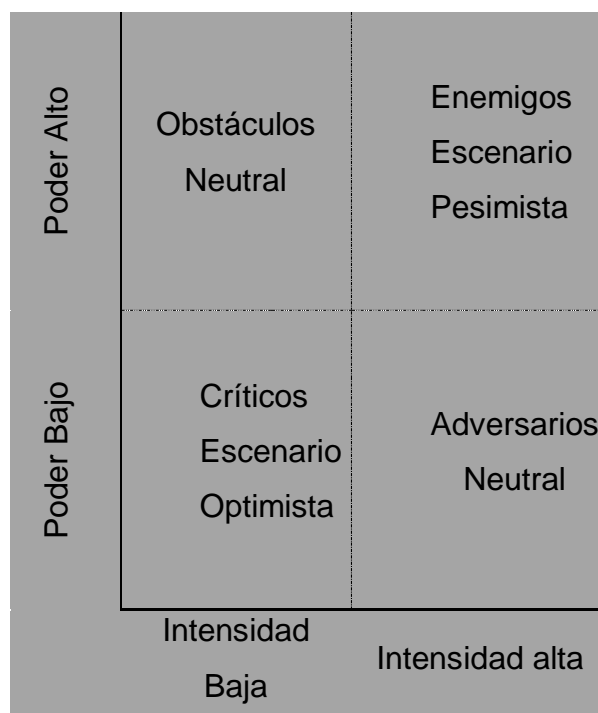 Poder Alto
Obstáculos
Neutral
Enemigos
Escenario
Pesimista
Poder Bajo
Críticos
Escenario
Optimista
Adversarios
Neutral
Intensidad
Baja
Intensidad alta